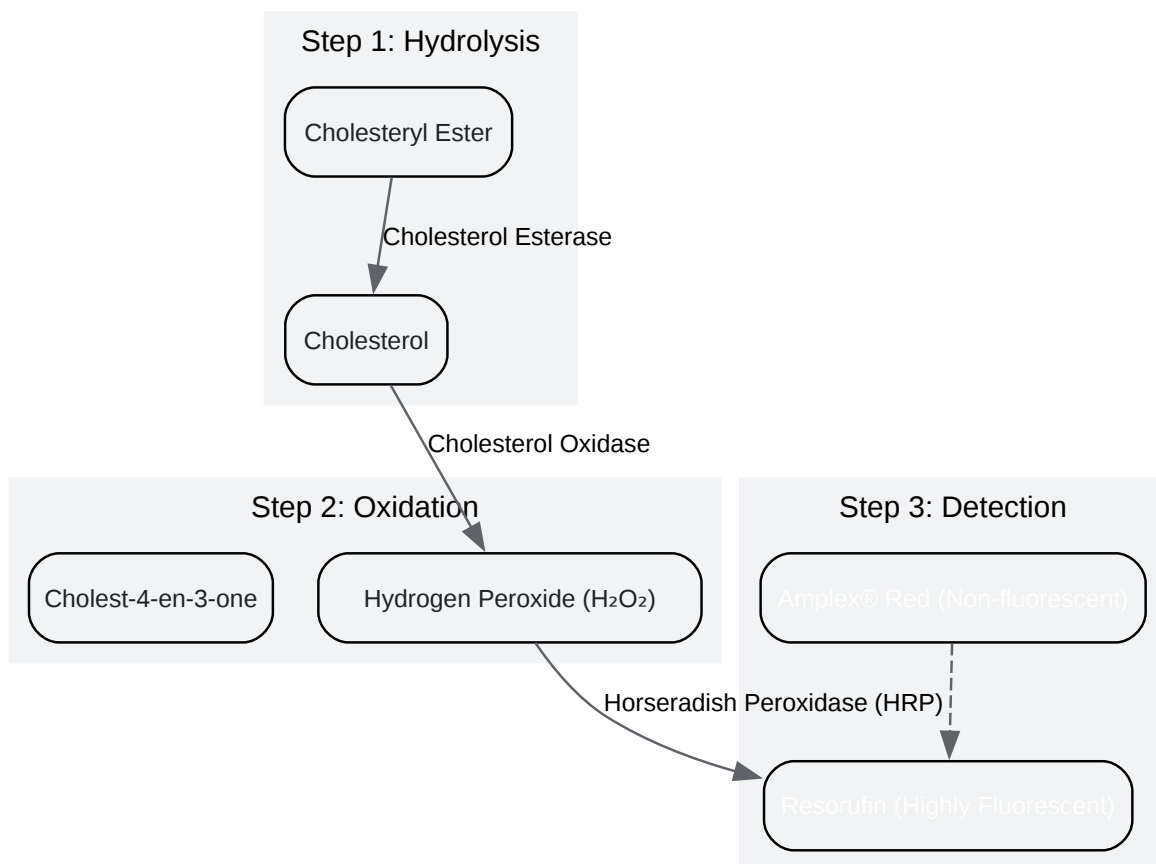 Step 1: Hydrolysis
Cholesteryl Ester
Cholesterol Esterase
Cholesterol
Cholesterol Oxidase
Step 2: Oxidation
Cholest-4-en-3-one
Hydrogen Peroxide (H₂O₂)
Step 3: Detection
Amplex® Red (Non-fluorescent)
Horseradish Peroxidase (HRP)
Resorufin (Highly Fluorescent)